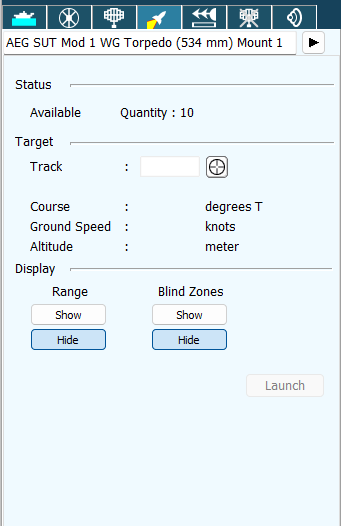 AEG SUT Mod 1 WG Torpedo (534 mm) Mount 1
Status
Available Quantity : 10
Target
Track :
Course : degrees T
Ground Speed : knots
Altitude : meter
Display
Range Blind Zones
Show Show
Hide Hide
Launch